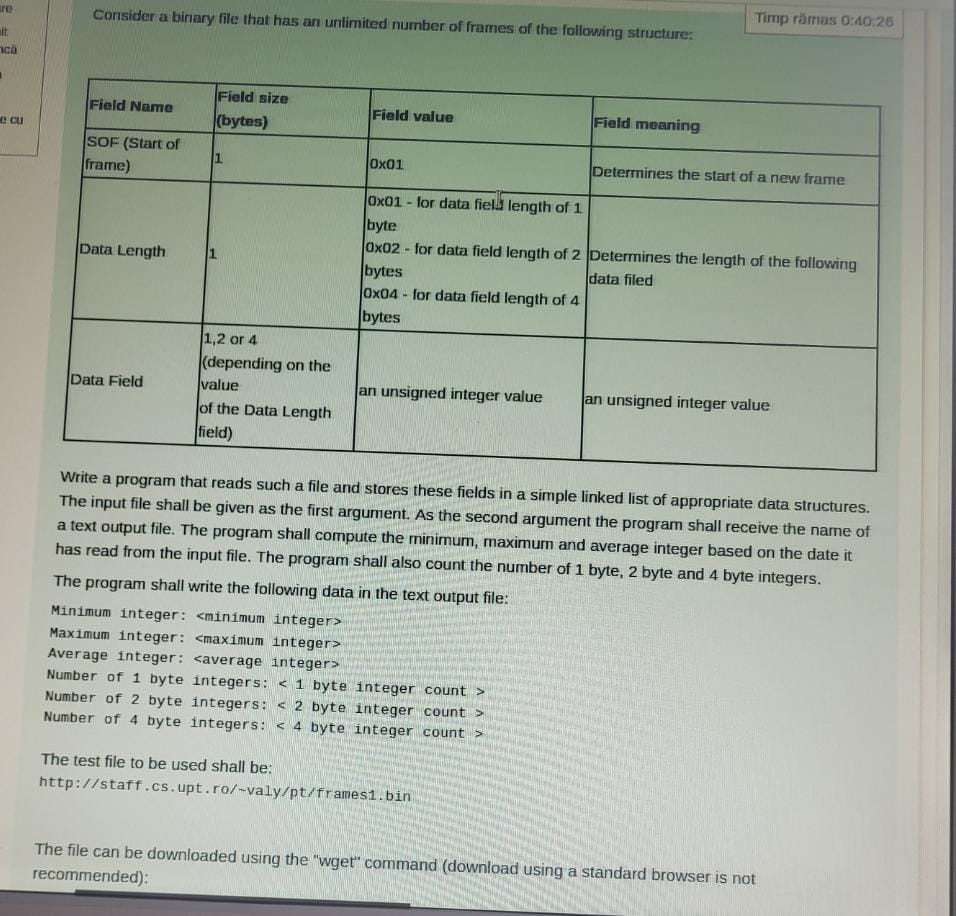 re
Timp rămas 0:40:26
Consider a binary file that has an unlimited number of frames of the following structure:
ncă
e cu
Field Name
Field size
(bytes)
Field value
Field meaning
SOF (Start of
frame)
1
0x01
Determines the start of a new frame
Data Length
1
0x01 - for data field length of 1
byte
0x02 - for data field length of 2
bytes
0x04 - for data field length of 4
bytes
Determines the length of the following
data filed
Data Field
1,2 or 4
(depending on the
value
of the Data Length
field)
an unsigned integer value
an unsigned integer value
Write a program that reads such a file and stores these fields in a simple linked list of appropriate data structures.
The input file shall be given as the first argument. As the second argument the program shall receive the name of
a text output file. The program shall compute the minimum, maximum and average integer based on the date it
has read from the input file. The program shall also count the number of 1 byte, 2 byte and 4 byte integers.
The program shall write the following data in the text output file:
Minimum integer: <minimum integer>
Maximum integer: <maximum integer>
Average integer: <average integer>
Number of 1 byte integers: < 1 byte integer count >
Number of 2 byte integers: < 2 byte integer count >
Number of 4 byte integers: < 4 byte integer count >
The test file to be used shall be:
http://staff.cs.upt.ro/~valy/pt/frames1.bin
The file can be downloaded using the "wget" command (download using a standard browser is not
recommended):